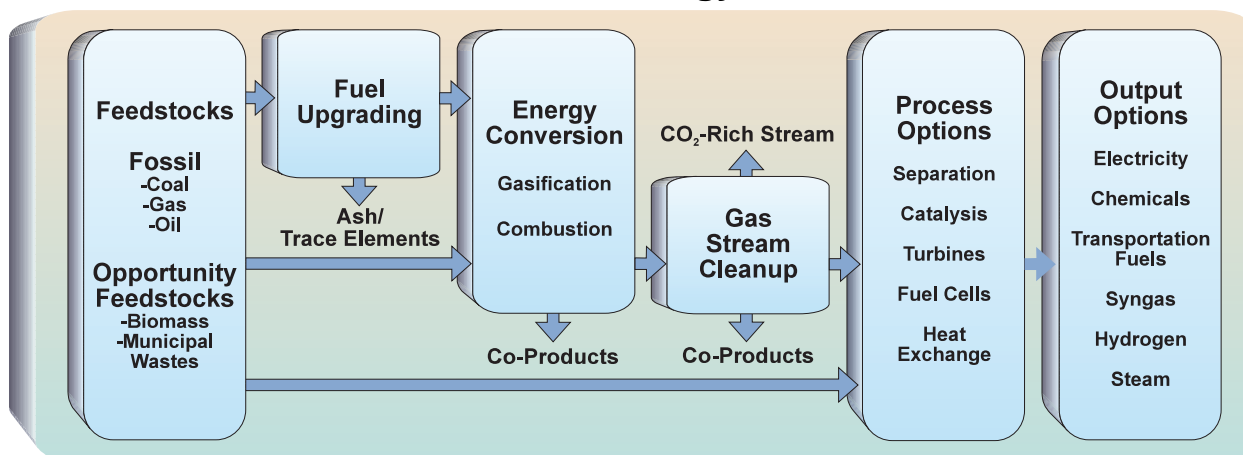 Feedstocks
Fossil
-Coal
-Gas
-Oil
Opportunity
Feedstocks
-Biomass
-Municipal
Wastes
Fuel
Upgrading
Ash/
Trace Elements
Energy
Conversion
Gasification
Combustion
Co-Products
CO₂-Rich Stream
Gas
Stream
Cleanup
Co-Products
Process
Options
Separation
Catalysis
Turbines
Fuel Cells
Heat
Exchange
Output
Options
Electricity
Chemicals
Transportation
Fuels
Syngas
Hydrogen
Steam